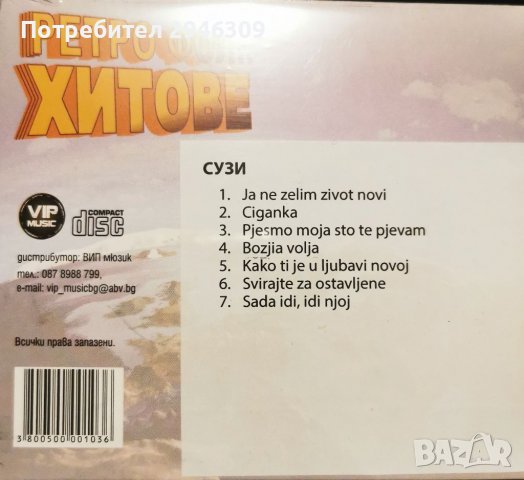 Потребител 2946309
РЕТРО
ХИТОВЕ
СУЗИ
1. Ja ne zelim zivot novi
2. Ciganka
3. Pjesmo moja sto te pjevam
4. Bozjia volja
5. Kako ti je u ljubavi novoj
6. Svirajte za ostavljene
7. Sada idi, idi njoj
VIP
MUSIC
COMPACT
disc
дистрибутор: ВИП мюзик
тел.: 087 8988 799,
e-mail: vip_musicbg@abv.bg
Всички права запазени.
3 800500 001036
BAZAR